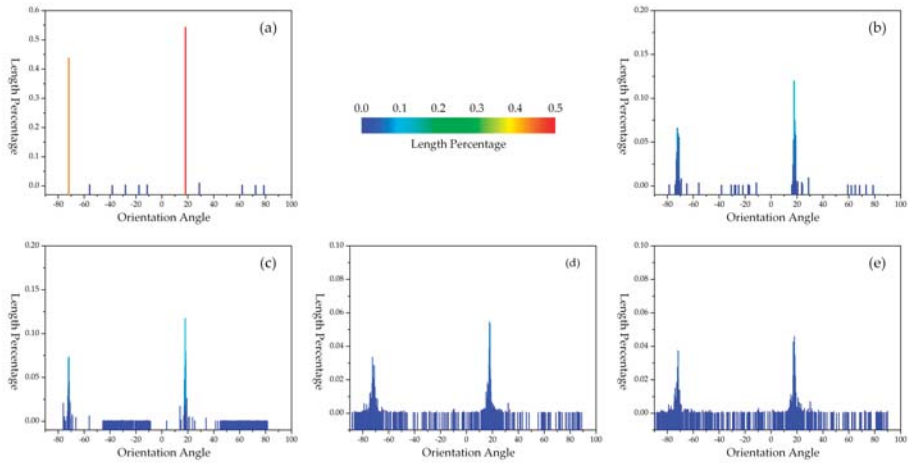 (a)
0.6
0.5
0.4
0.3
0.2
0.1
0.0
Length Percentage
-80 -60 -40 -20 0 20 40 60 80 100
Orientation Angle
0.0 0.1 0.2 0.3 0.4 0.5
Length Percentage
(b)
0.20
0.15
0.10
0.05
0.00
Length Percentage
-80 -60 -40 -20 0 20 40 60 80 100
Orientation Angle
(c)
0.20
0.15
0.10
0.05
0.00
Length Percentage
-80 -60 -40 -20 0 20 40 60 80 100
Orientation Angle
(d)
0.10
0.08
0.06
0.04
0.02
0.00
Length Percentage
-80 -60 -40 -20 0 20 40 60 80 100
Orientation Angle
(e)
0.10
0.08
0.06
0.04
0.02
0.00
Length Percentage
-80 -60 -40 -20 0 20 40 60 80 100
Orientation Angle